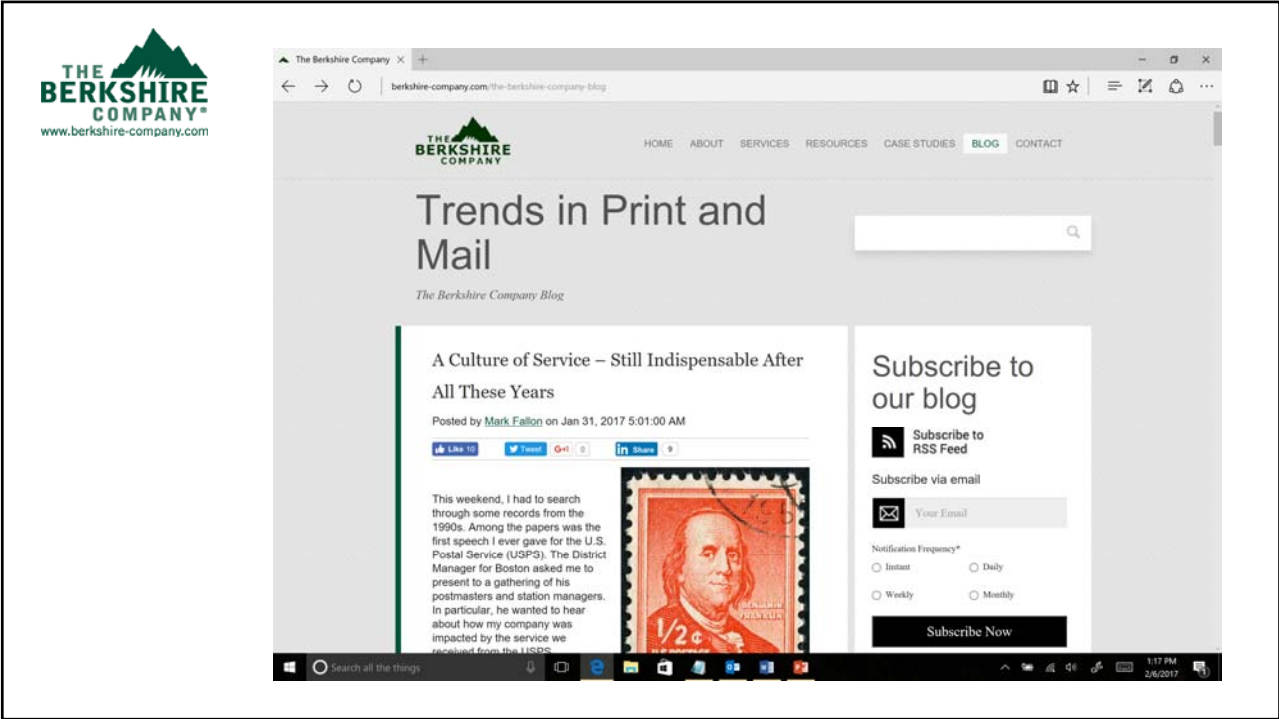 THE
BERKSHIRE
COMPANY®
www.berkshire-company.com
The Berkshire Company
berkshire-company.com/the-berkshire-company-blog
THE
BERKSHIRE
COMPANY
HOME ABOUT SERVICES RESOURCES CASE STUDIES BLOG CONTACT
Trends in Print and
Mail
The Berkshire Company Blog
A Culture of Service – Still Indispensable After
All These Years
Posted by Mark Fallon on Jan 31, 2017 5:01:00 AM
Like 10 Tweet G+1 0 in Share 9
This weekend, I had to search
through some records from the
1990s. Among the papers was the
first speech I ever gave for the U.S.
Postal Service (USPS). The District
Manager for Boston asked me to
present to a gathering of his
postmasters and station managers.
In particular, he wanted to hear
about how my company was
impacted by the service we
received from the USPS
BENJAMIN
FRANKLIN
1/2¢
U.S. POSTAGE
Subscribe to
our blog
Subscribe to
RSS Feed
Subscribe via email
Your Email
Notification Frequency*
Instant Daily
Weekly Monthly
Subscribe Now
Search all the things
1:17 PM
2/6/2017